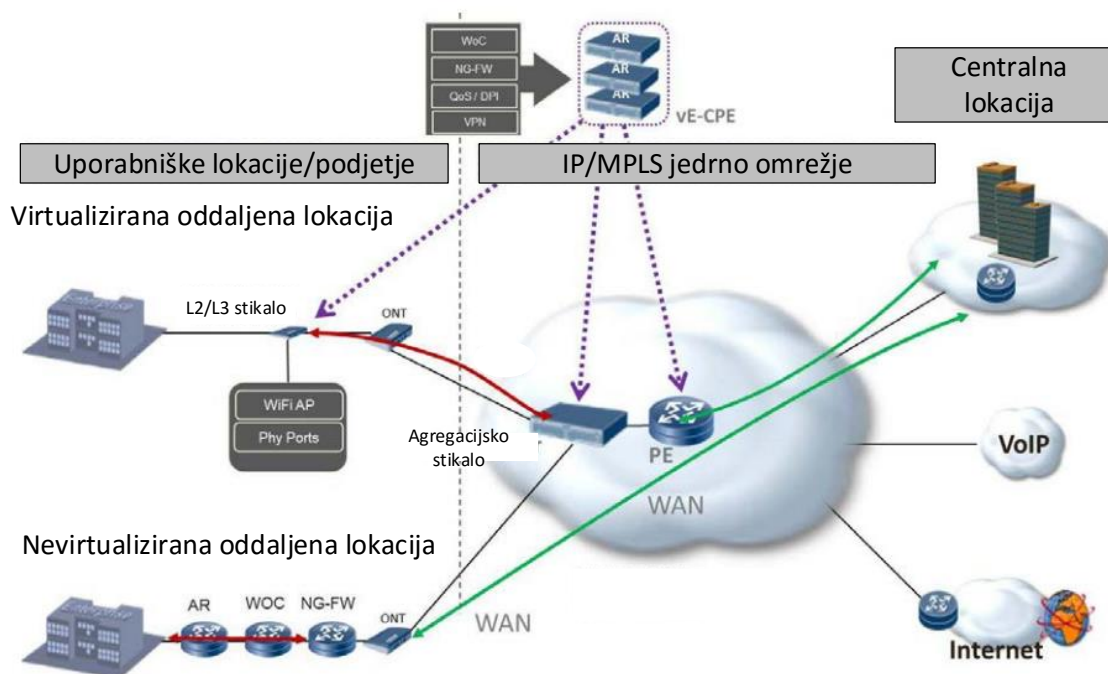 WoC
NG-FW
QoS / DPI
VPN
AR
AR
AR
vE-CPE
Centralna
lokacija
Uporabniške lokacije/podjetje
IP/MPLS jedrno omrežje
Virtualizirana oddaljena lokacija
L2/L3 stikalo
ONT
WiFi AP
Phy Ports
Agregacijsko
stikalo
PE
WAN
VoIP
Nevirtualizirana oddaljena lokacija
AR
WOC
NG-FW
ONT
WAN
Internet